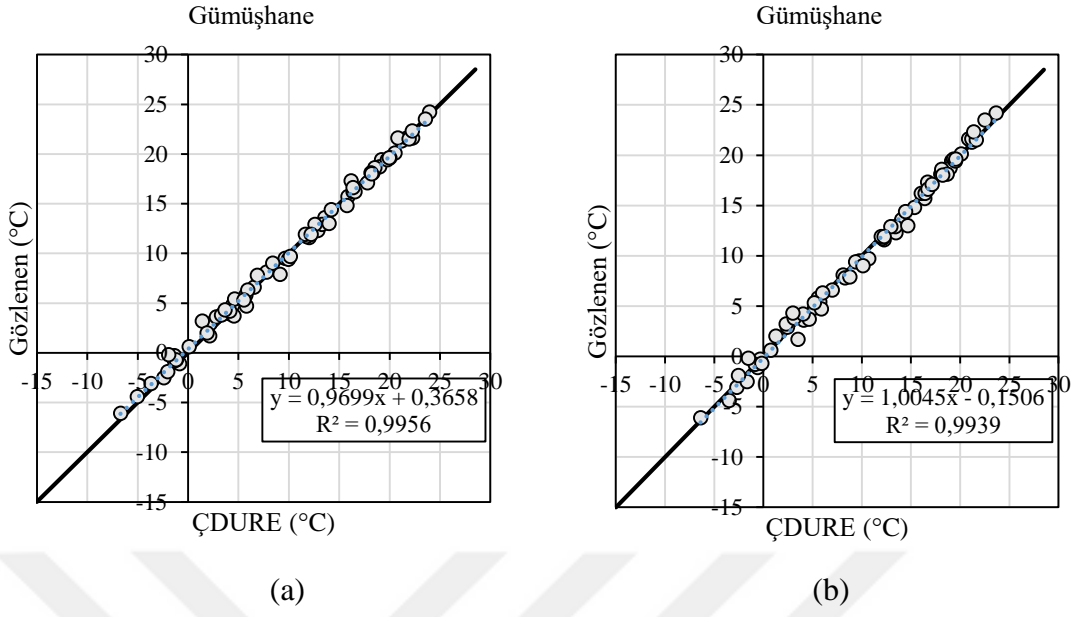 Gümüşhane
Gümüşhane
30
25
20
15
10
5
0
-5
-10
-15
-15 -10 -5 0 5 10 15 20 25 30
Gözlenen (°C)
ÇDURE (°C)
y = 0,9699x + 0,3658
R² = 0,9956
30
25
20
15
10
5
0
-5
-10
-15
-15 -10 -5 0 5 10 15 20 25 30
Gözlenen (°C)
ÇDURE (°C)
y = 1,0045x - 0,1506
R² = 0,9939
(a)
(b)